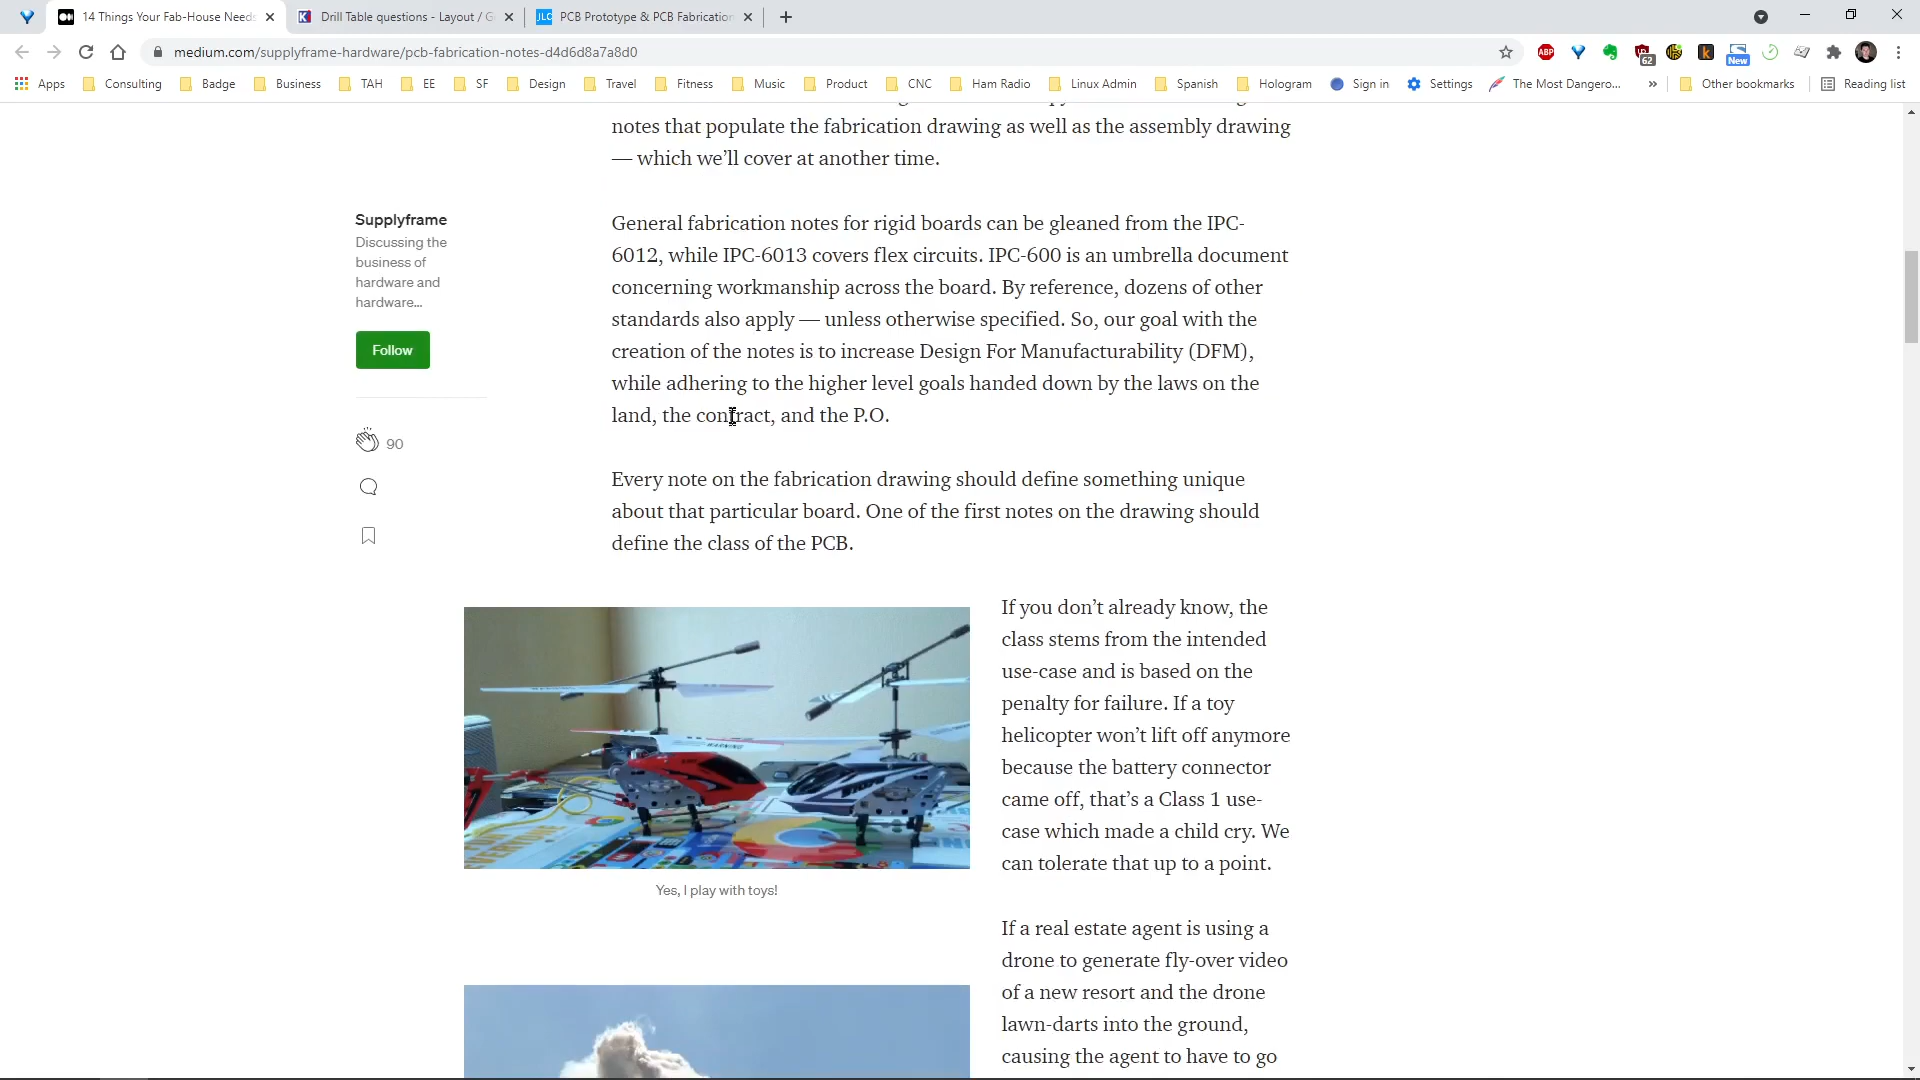 14 Things Your Fab-House Needs
Drill Table questions - Layout / G
JLC
PCB Prototype & PCB Fabrication
medium.com/supplyframe-hardware/pcb-fabrication-notes-d4d6d8a7a8d0
ABP
62
k
New
Apps
Consulting
Badge
Business
TAH
EE
SF
Design
Travel
Fitness
Music
Product
CNC
Ham Radio
Linux Admin
Spanish
Hologram
Sign in
Settings
The Most Dangero...
»
Other bookmarks
Reading list
notes that populate the fabrication drawing as well as the assembly drawing
— which we’ll cover at another time.
Supplyframe
Discussing the
business of
hardware and
hardware...
Follow
90
General fabrication notes for rigid boards can be gleaned from the IPC-
6012, while IPC-6013 covers flex circuits. IPC-600 is an umbrella document
concerning workmanship across the board. By reference, dozens of other
standards also apply — unless otherwise specified. So, our goal with the
creation of the notes is to increase Design For Manufacturability (DFM),
while adhering to the higher level goals handed down by the laws on the
land, the contract, and the P.O.
Every note on the fabrication drawing should define something unique
about that particular board. One of the first notes on the drawing should
define the class of the PCB.
Yes, I play with toys!
If you don’t already know, the
class stems from the intended
use-case and is based on the
penalty for failure. If a toy
helicopter won’t lift off anymore
because the battery connector
came off, that’s a Class 1 use-
case which made a child cry. We
can tolerate that up to a point.
If a real estate agent is using a
drone to generate fly-over video
of a new resort and the drone
lawn-darts into the ground,
causing the agent to have to go